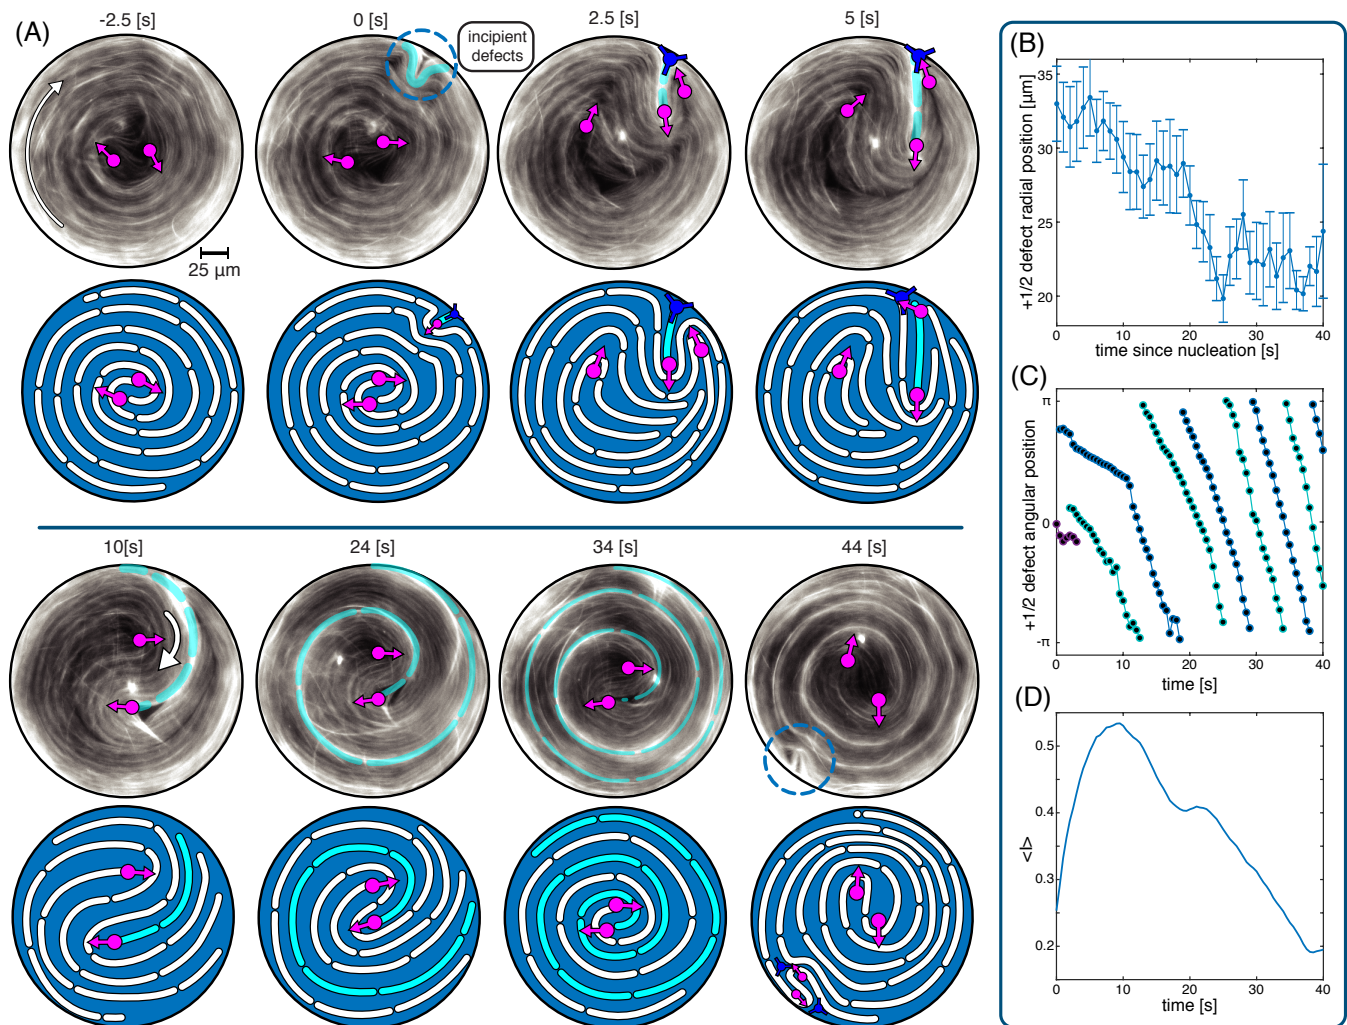 (A)
-2.5 [s]
0 [s]
2.5 [s]
5 [s]
incipient
defects
25 µm
10[s]
24 [s]
34 [s]
44 [s]
(B)
+1/2 defect radial position [µm]
35
30
25
20
0
10
20
30
40
time since nucleation [s]
(C)
+1/2 defect angular position
π
0
-π
0
10
20
30
40
time [s]
(D)
<I>
0.5
0.4
0.3
0.2
0
10
20
30
40
time [s]